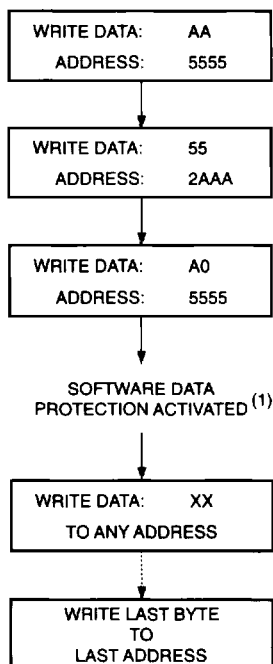 WRITE DATA: AA
ADDRESS: 5555
WRITE DATA: 55
ADDRESS: 2AAA
WRITE DATA: A0
ADDRESS: 5555
SOFTWARE DATA
PROTECTION ACTIVATED (1)
WRITE DATA: XX
TO ANY ADDRESS
WRITE LAST BYTE
TO
LAST ADDRESS